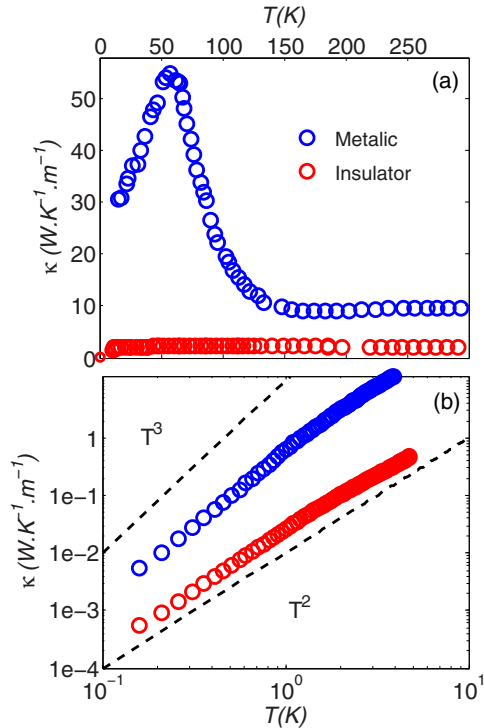 T(K)
0 50 100 150 200 250
(a)
50
40
30
20
10
0
κ (W.K⁻¹.m⁻¹)
Metalic
Insulator
(b)
T³
T²
1
1e−1
1e−2
1e−3
1e−4
κ (W.K⁻¹.m⁻¹)
10⁻¹ 10⁰ 10¹
T(K)